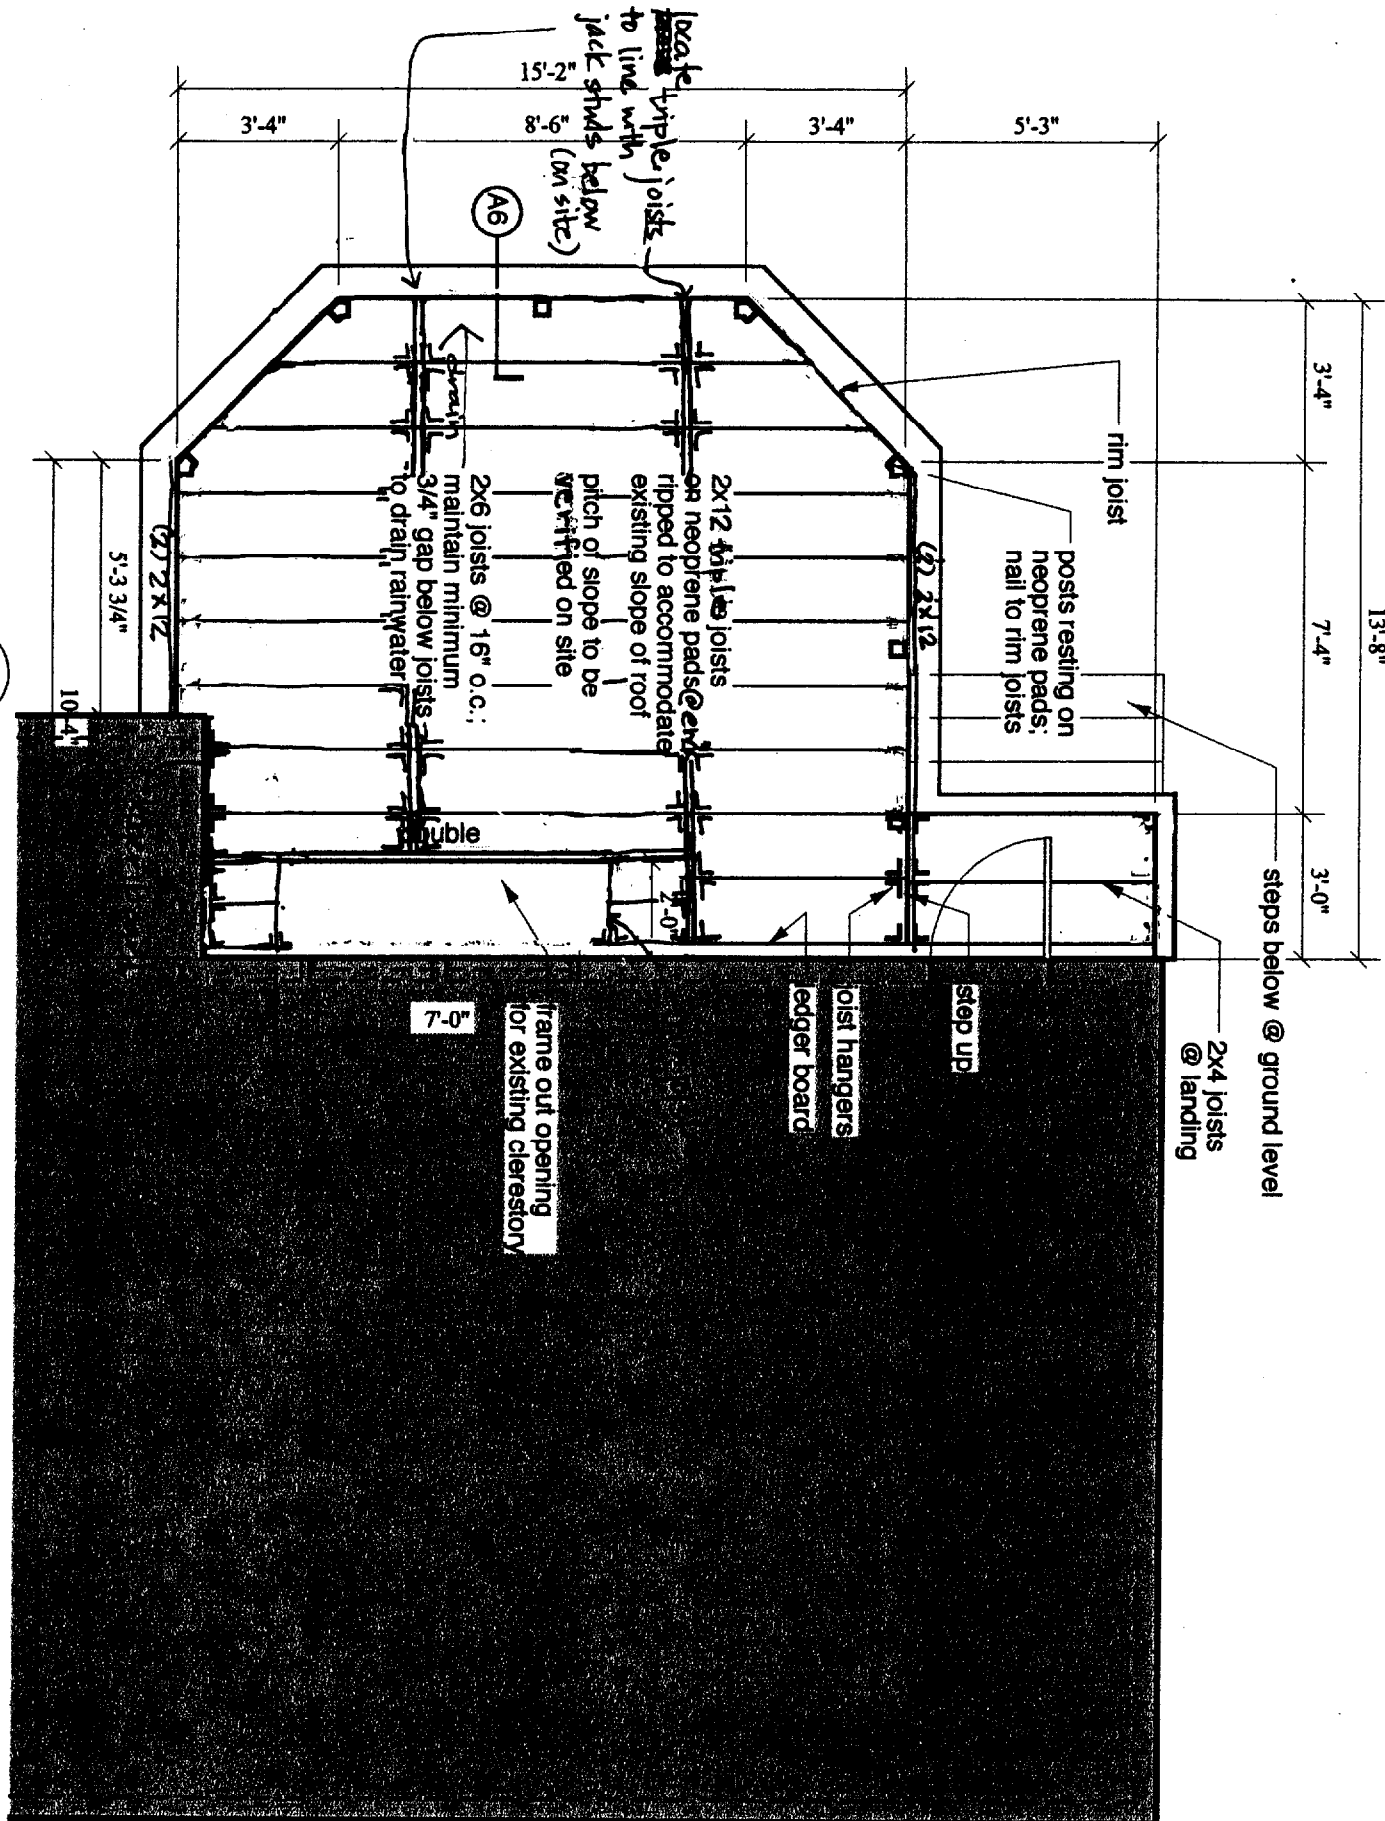 locate triple joists
to line with
jack studs below
(on site)
15'-2"
3'-4"
8'-6"
3'-4"
5'-3"
A6
13'-8"
3'-4"
7'-4"
3'-0"
rim joist
posts resting on
neoprene pads;
nail to rim joists
steps below @ ground level
2x4 joists
@ landing
(2) 2x12
2x12 triple joists
on neoprene pads @ end
ripped to accommodate
existing slope of roof
pitch of slope to be
verified on site
drain
2x6 joists @ 16" o.c.;
maintain minimum
3/4" gap below joists
to drain rainwater
(2) 2x12
5'-3 3/4"
10'-4"
2'-0"
step up
joist hangers
ledger board
frame out opening
for existing clerestory
7'-0"